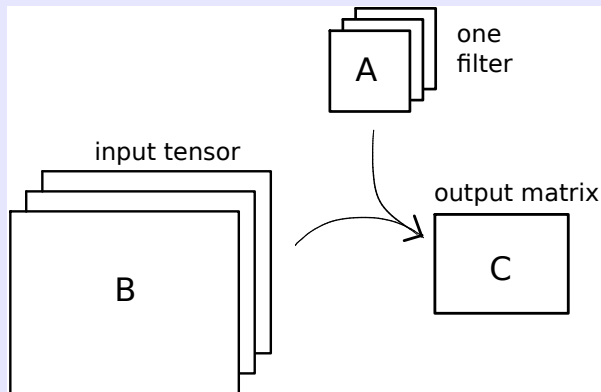 one
filter
A
input tensor
output matrix
B
C